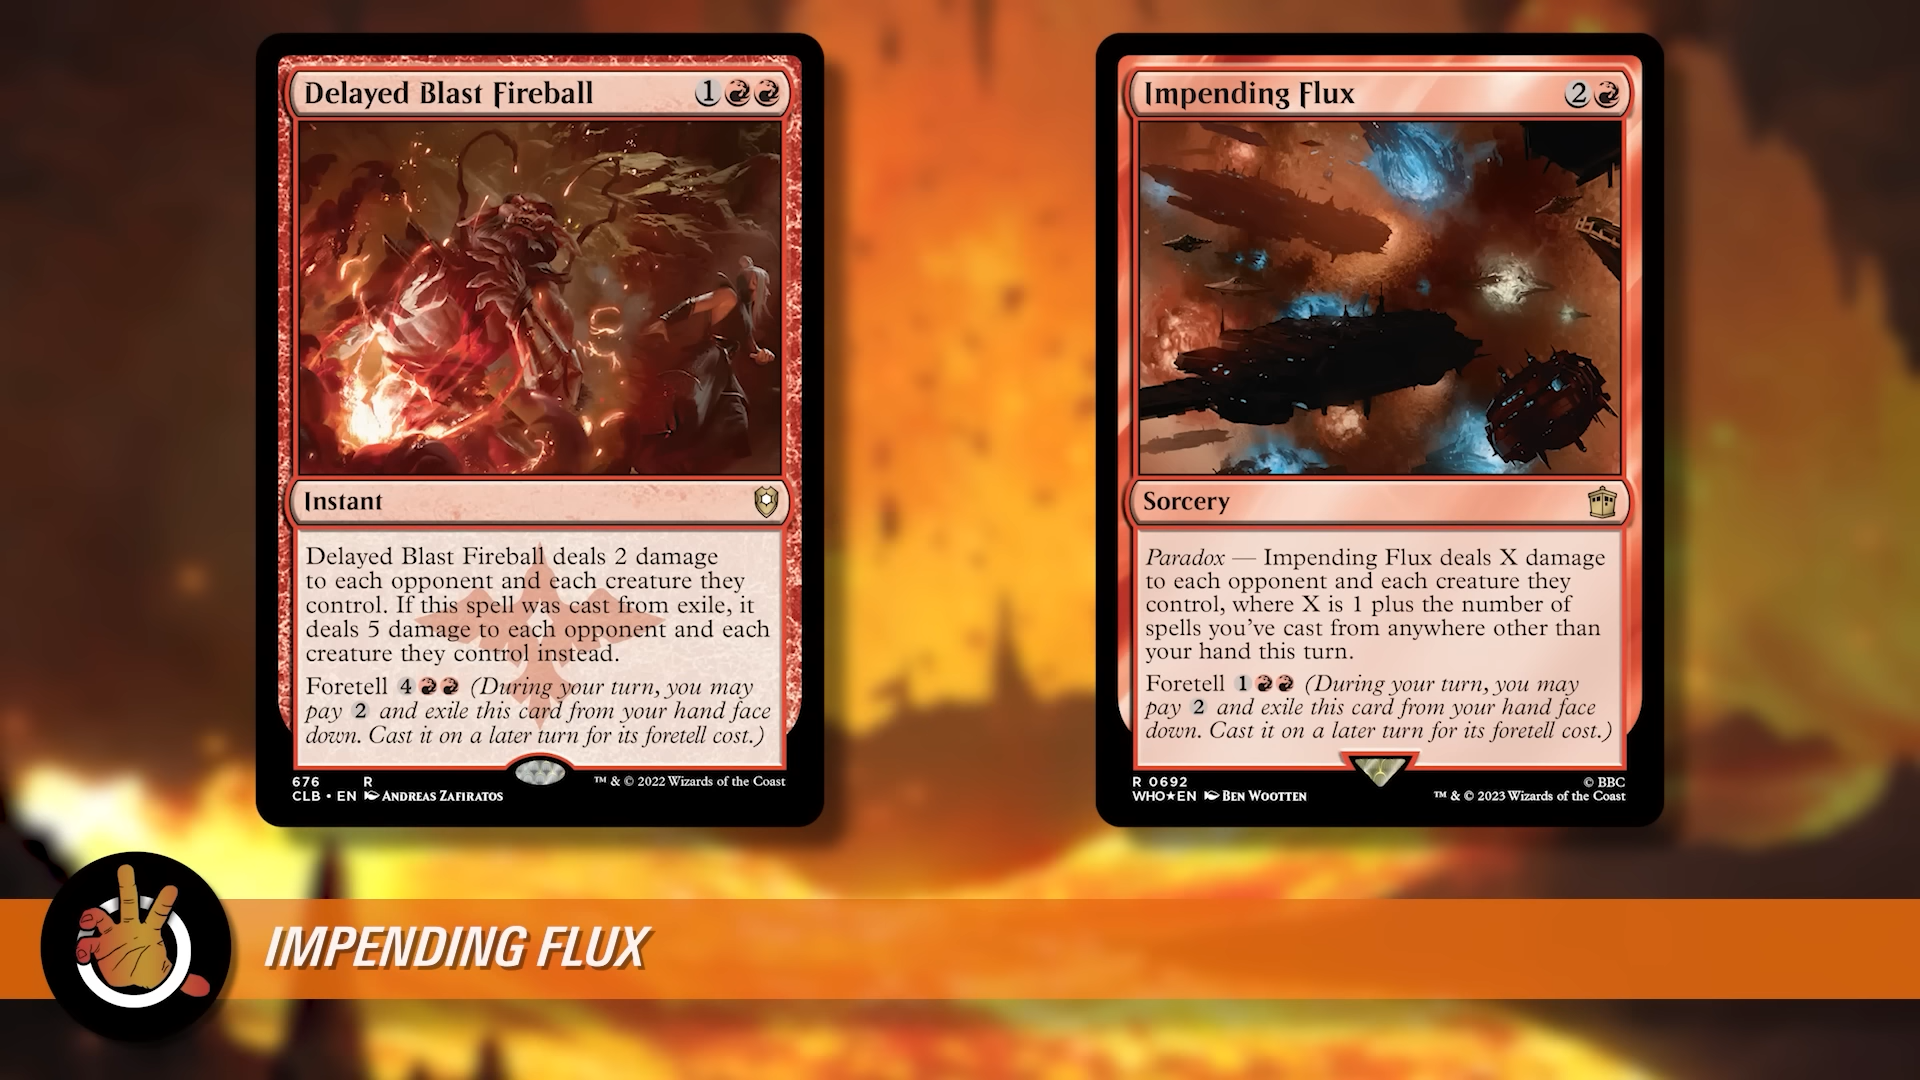 Delayed Blast Fireball 1
Instant
Delayed Blast Fireball deals 2 damage
to each opponent and each creature they
control. If this spell was cast from exile, it
deals 5 damage to each opponent and each
creature they control instead.
Foretell 4 (During your turn, you may
pay 2 and exile this card from your hand face
down. Cast it on a later turn for its foretell cost.)
676 R
CLB • EN ANDREAS ZAFIRATOS
™ & © 2022 Wizards of the Coast
Impending Flux 2
Sorcery
Paradox — Impending Flux deals X damage
to each opponent and each creature they
control, where X is 1 plus the number of
spells you've cast from anywhere other than
your hand this turn.
Foretell 1 (During your turn, you may
pay 2 and exile this card from your hand face
down. Cast it on a later turn for its foretell cost.)
R 0692
WHO★EN BEN WOOTTEN
© BBC
™ & © 2023 Wizards of the Coast
IMPENDING FLUX